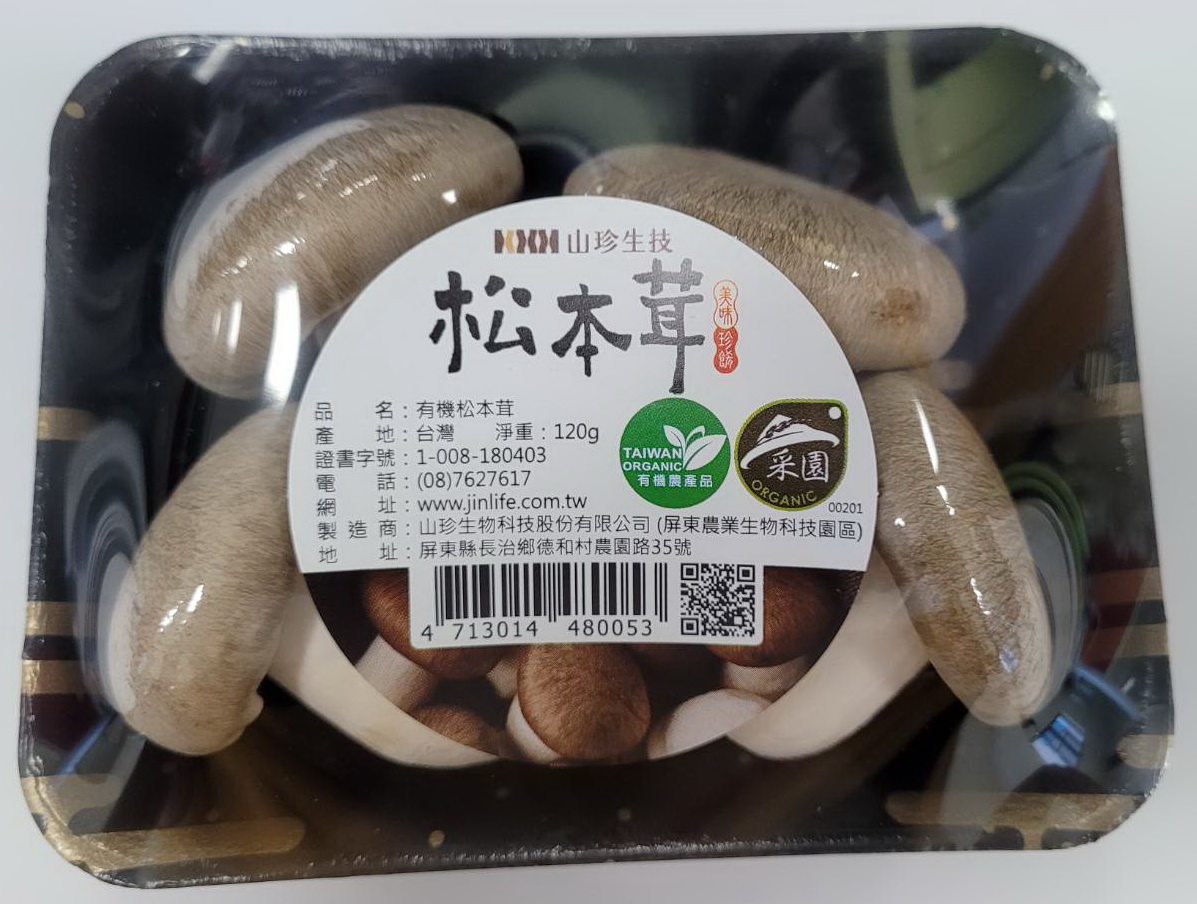 山珍生技
松本茸
美味
珍饈
品名：有機松本茸
產地：台灣 淨重：120g
證書字號：1-008-180403
電話：(08)7627617
網址：www.jinlife.com.tw
製造商：山珍生物科技股份有限公司 (屏東農業生物科技園區)
地址：屏東縣長治鄉德和村農園路35號
TAIWAN
ORGANIC
有機農產品
采園
ORGANIC
00201
4 713014 480053